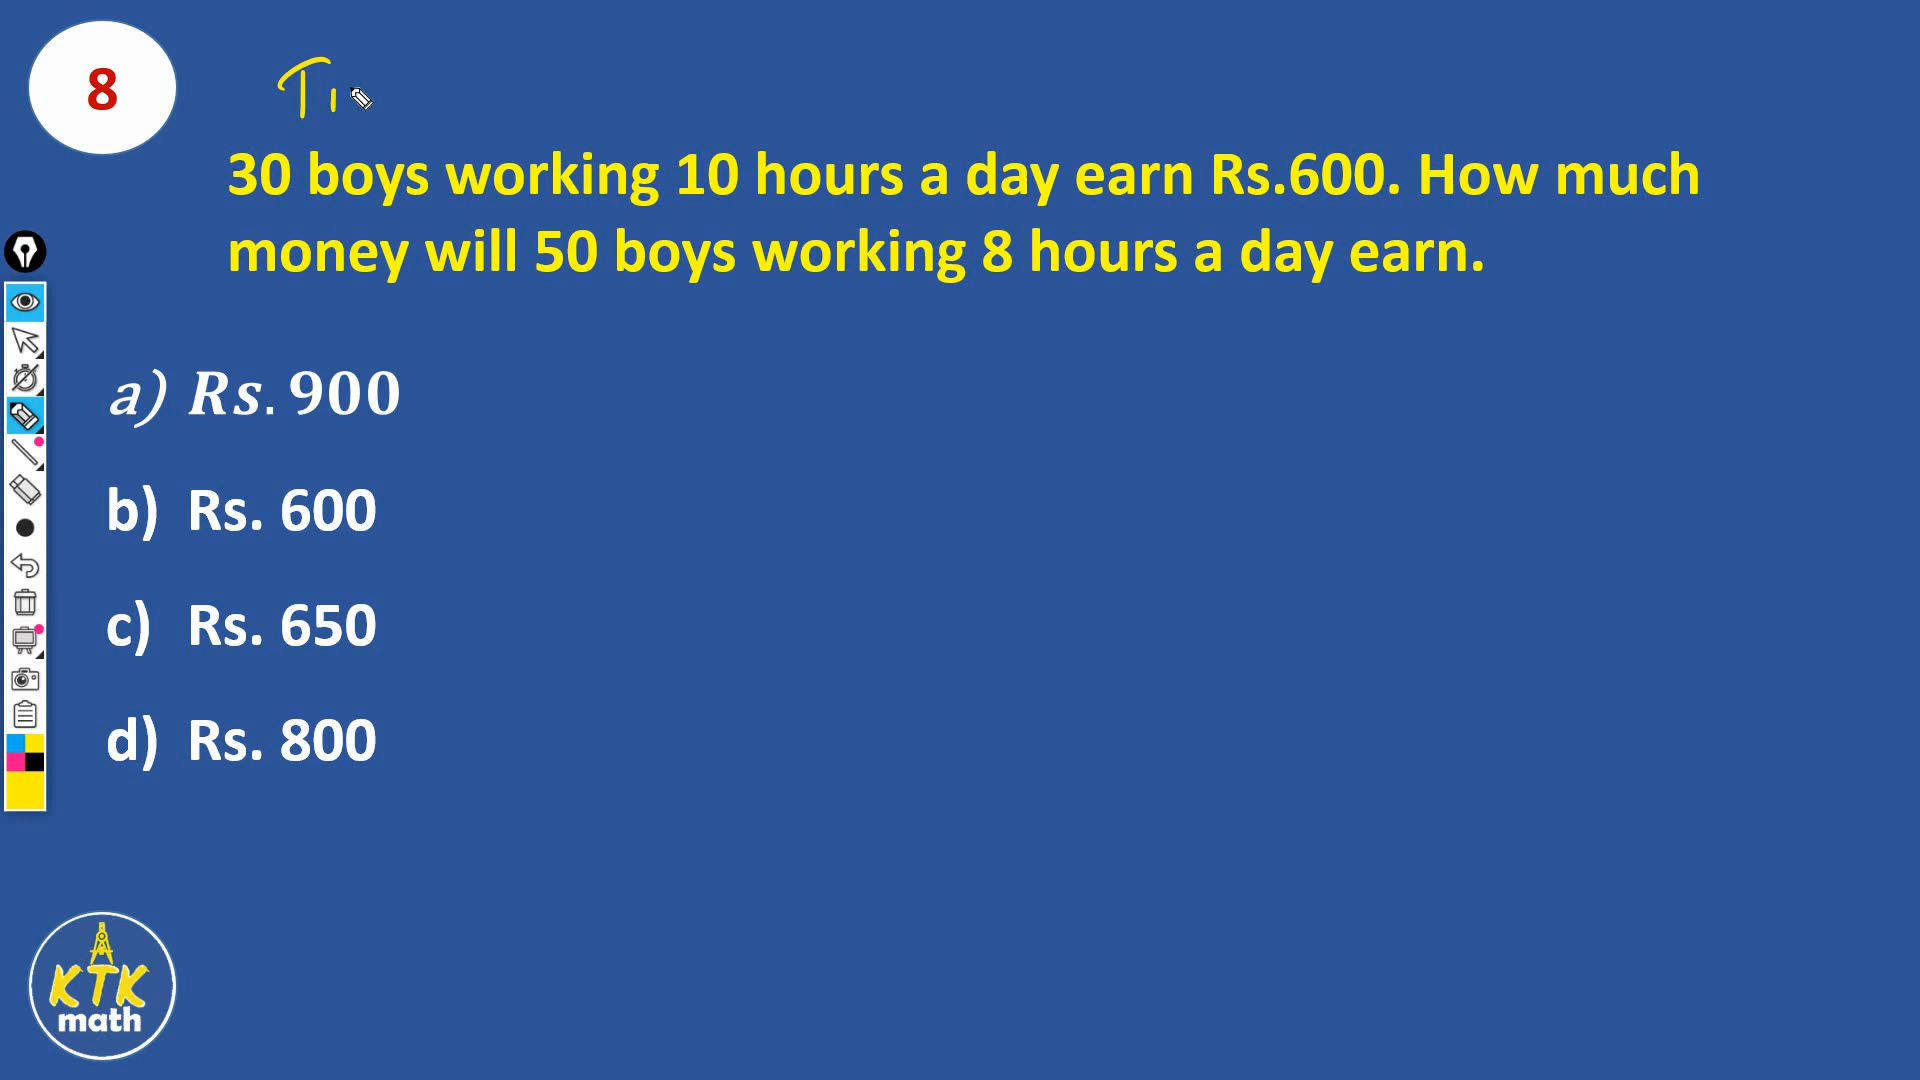 8
Ti
30 boys working 10 hours a day earn Rs.600. How much
money will 50 boys working 8 hours a day earn.
a) Rs. 900
b) Rs. 600
c) Rs. 650
d) Rs. 800
KTK
math